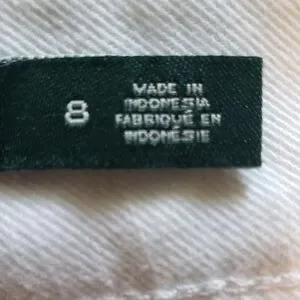 8
MADE IN
INDONESIA
FABRIQUÉ EN
INDONÉSIE